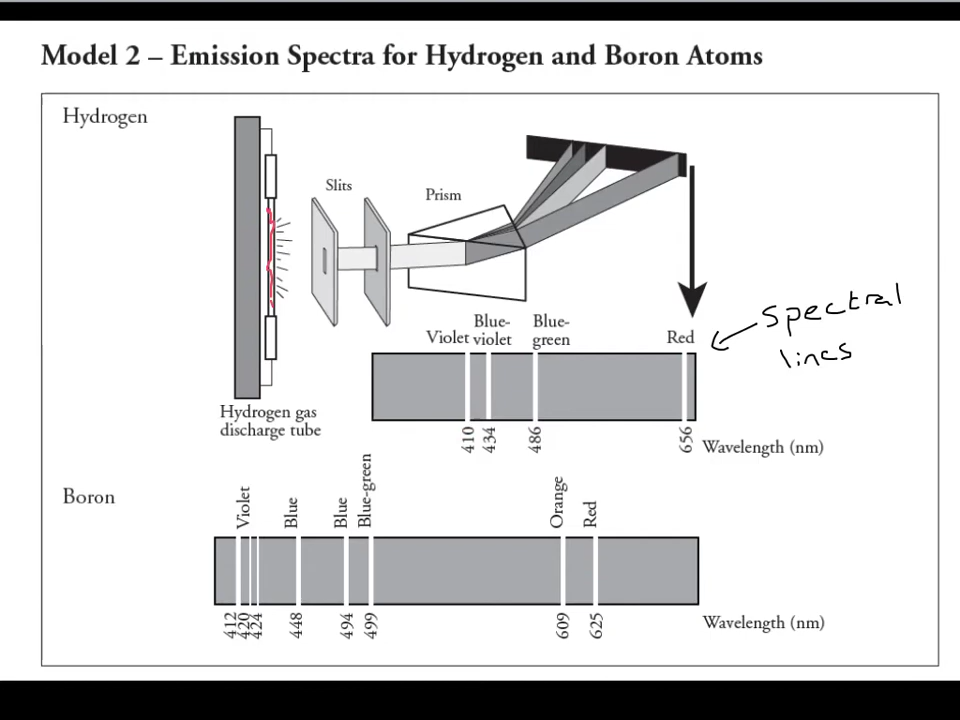 Model 2 – Emission Spectra for Hydrogen and Boron Atoms
Hydrogen
Slits
Prism
Violet Blue-violet Blue-green Red
Spectral
lines
Hydrogen gas
discharge tube
410 434 486 656 Wavelength (nm)
Boron
Violet Blue Blue Blue-green Orange Red
412 420 424 448 494 499 609 625 Wavelength (nm)